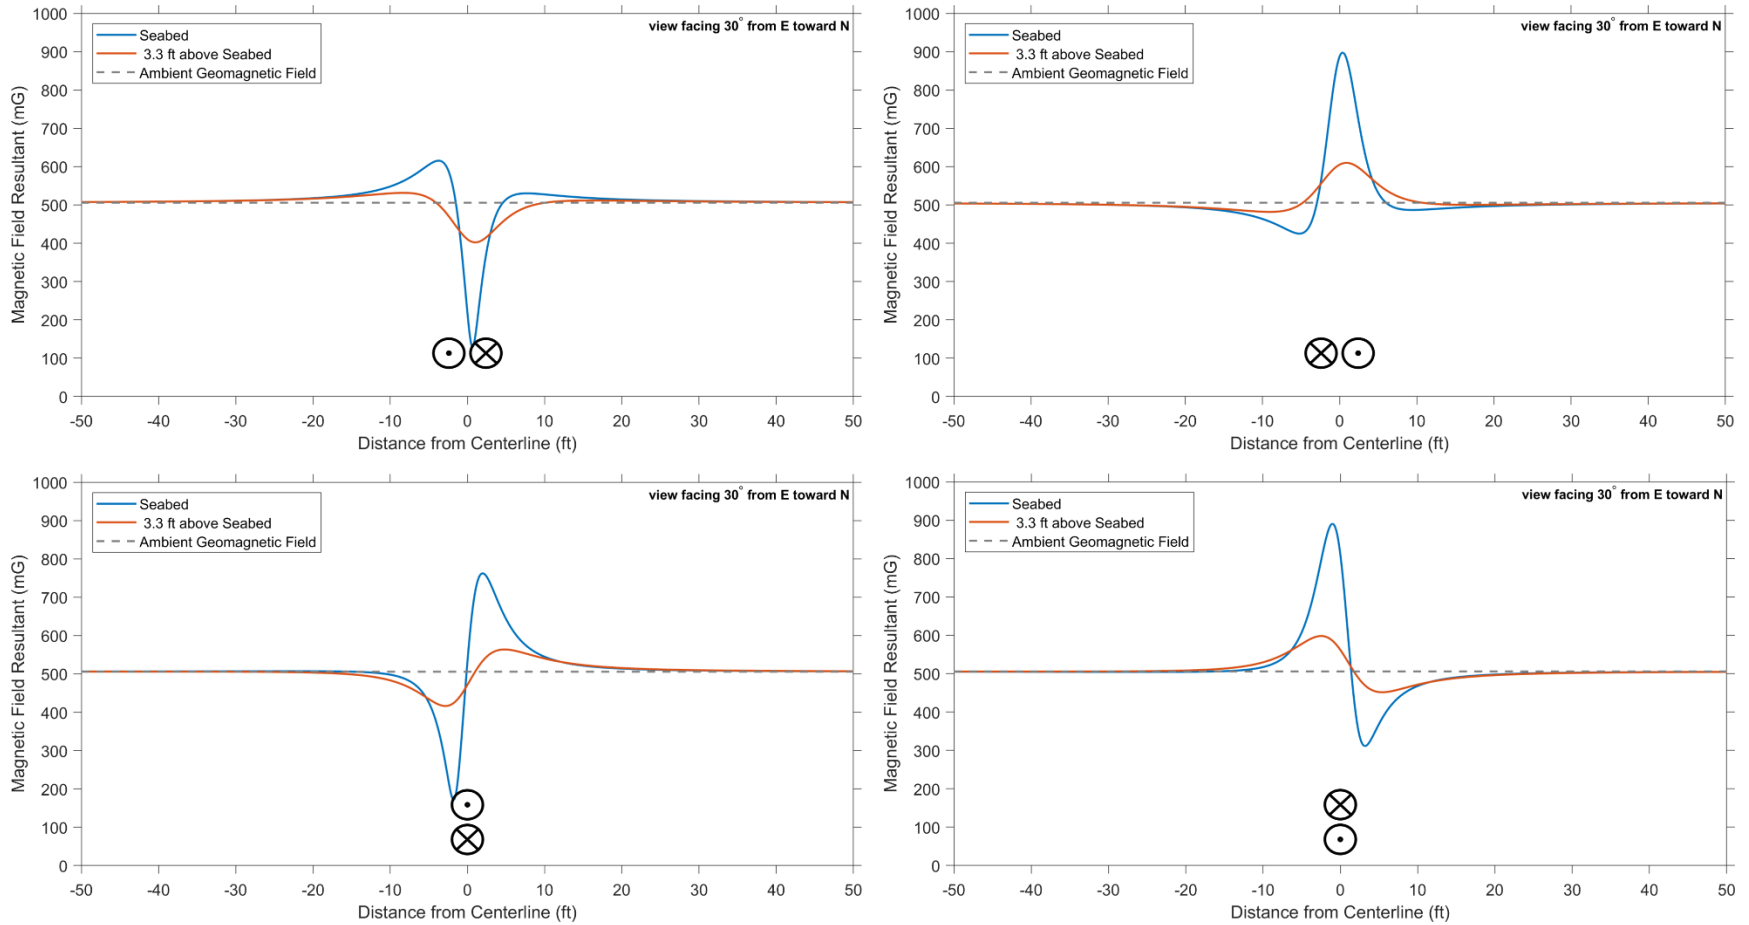 view facing 30° from E toward N
Seabed
3.3 ft above Seabed
Ambient Geomagnetic Field
Magnetic Field Resultant (mG)
1000
900
800
700
600
500
400
300
200
100
0
-50 -40 -30 -20 -10 0 10 20 30 40 50
Distance from Centerline (ft)
view facing 30° from E toward N
Seabed
3.3 ft above Seabed
Ambient Geomagnetic Field
Magnetic Field Resultant (mG)
1000
900
800
700
600
500
400
300
200
100
0
-50 -40 -30 -20 -10 0 10 20 30 40 50
Distance from Centerline (ft)
view facing 30° from E toward N
Seabed
3.3 ft above Seabed
Ambient Geomagnetic Field
Magnetic Field Resultant (mG)
1000
900
800
700
600
500
400
300
200
100
0
-50 -40 -30 -20 -10 0 10 20 30 40 50
Distance from Centerline (ft)
view facing 30° from E toward N
Seabed
3.3 ft above Seabed
Ambient Geomagnetic Field
Magnetic Field Resultant (mG)
1000
900
800
700
600
500
400
300
200
100
0
-50 -40 -30 -20 -10 0 10 20 30 40 50
Distance from Centerline (ft)